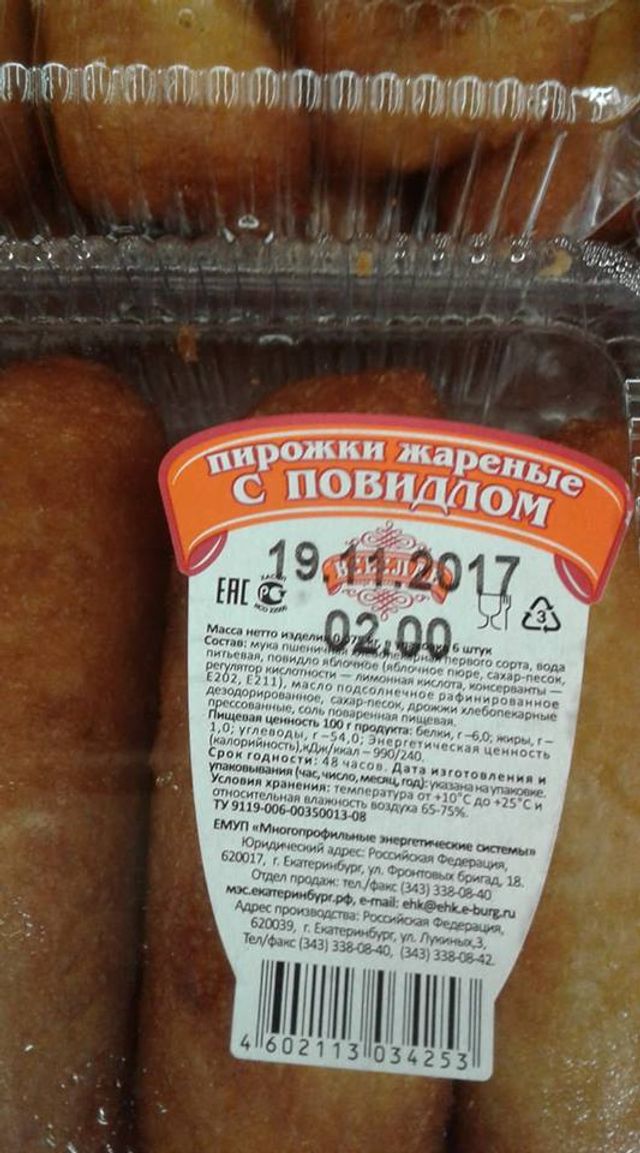 пирожки жареные
с повидлом
19.11.2017
ЕАС
02.00
3
Масса нетто изделия 6 штук
Состав: мука пшеничная первого сорта, вода
питьевая, повидло яблочное (яблочное пюре, сахар-песок,
регулятор кислотности — лимонная кислота, консерванты —
Е202, Е211), масло подсолнечное рафинированное
дезодорированное, сахар-песок, дрожжи хлебопекарные
прессованные, соль поваренная пищевая.
Пищевая ценность 100 г продукта: белки, г –6,0; жиры, г–
1,0; углеводы, г –54,0; Энергетическая ценность
(калорийность),кДж/ккал – 990/240.
Срок годности: 48 часов. Дата изготовления и
упаковывания (час, число, месяц, год): указана на упаковке.
Условия хранения: температура от +10°С до +25°С и
относительная влажность воздуха 65-75%.
ТУ 9119-006-00350013-08
ЕМУП «Многопрофильные энергетические системы»
Юридический адрес: Российская Федерация,
620017, г. Екатеринбург, ул. Фронтовых бригад, 18.
Отдел продаж: тел./факс (343) 338-08-40
мэс.екатеринбург.рф, e-mail: ehk@ehk.e-burg.ru
Адрес производства: Российская Федерация,
620039, г. Екатеринбург, ул. Лукиных,3,
Тел/факс (343) 338-08-40, (343) 338-08-42.
4 602113 034253